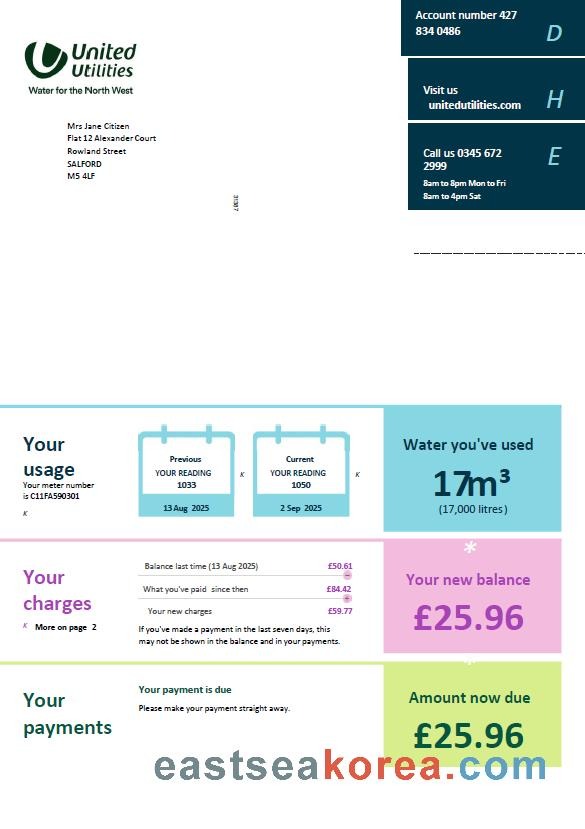 United
Utilities
Water for the North West
Account number 427
834 0486
D
Visit us
unitedutilities.com
H
Call us 0345 672
2999
E
8am to 8pm Mon to Fri
8am to 4pm Sat
Mrs Jane Citizen
Flat 12 Alexander Court
Rowland Street
SALFORD
M5 4LF
Your
usage
Your meter number
is C11FA590301
K
Previous
YOUR READING
1033
13 Aug 2025
K
Current
YOUR READING
1050
2 Sep 2025
K
Water you've used
17m³
(17,000 litres)
Your
charges
K More on page 2
Balance last time (13 Aug 2025) £50.61
−
What you've paid since then £84.42
+
Your new charges £59.77
If you've made a payment in the last seven days, this
may not be shown in the balance and in your payments.
*
Your new balance
£25.96
Your
payments
Your payment is due
Please make your payment straight away.
Amount now due
£25.96
eastseakorea.com